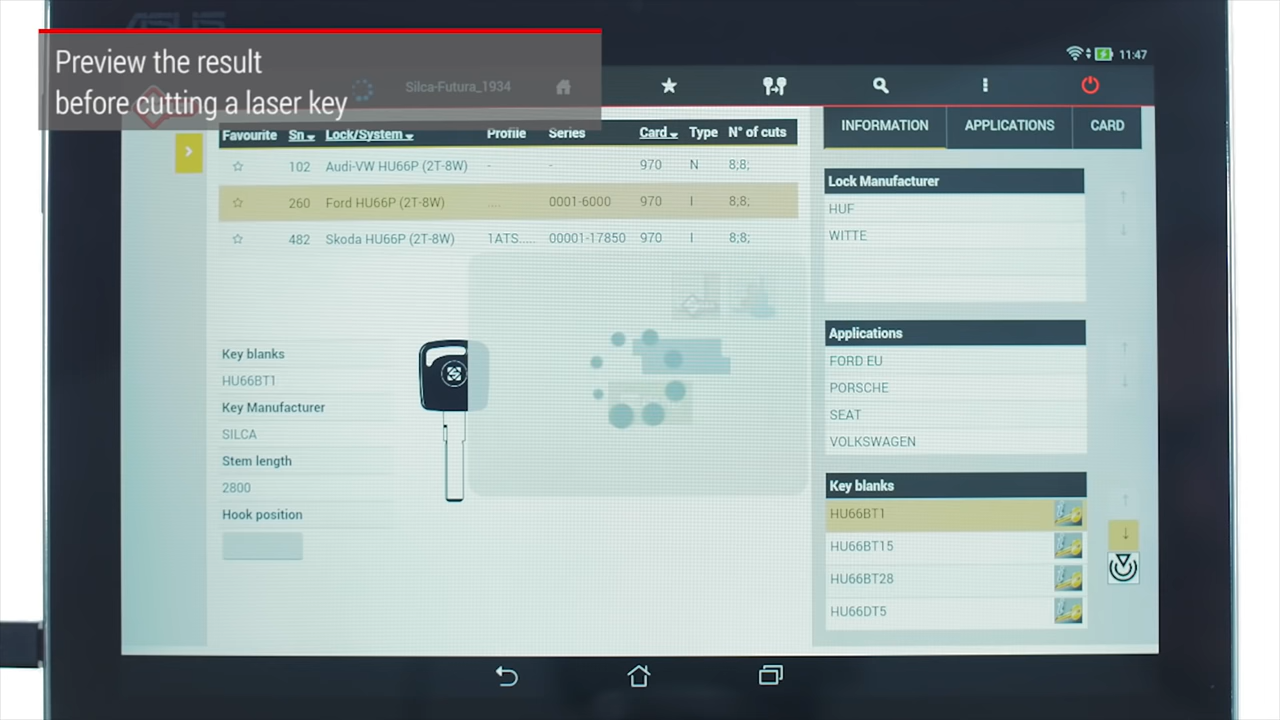 ASUS
Preview the result
before cutting a laser key
11:47
Silca-Futura_1934
Favourite Sn Lock/System Profile Series Card Type N° of cuts
102 Audi-VW HU66P (2T-8W) - - 970 N 8;8;
260 Ford HU66P (2T-8W) .... 0001-6000 970 I 8;8;
482 Skoda HU66P (2T-8W) 1ATS..... 00001-17850 970 I 8;8;
Key blanks
HU66BT1
Key Manufacturer
SILCA
Stem length
2800
Hook position
INFORMATION APPLICATIONS CARD
Lock Manufacturer
HUF
WITTE
Applications
FORD EU
PORSCHE
SEAT
VOLKSWAGEN
Key blanks
HU66BT1
HU66BT15
HU66BT28
HU66DT5